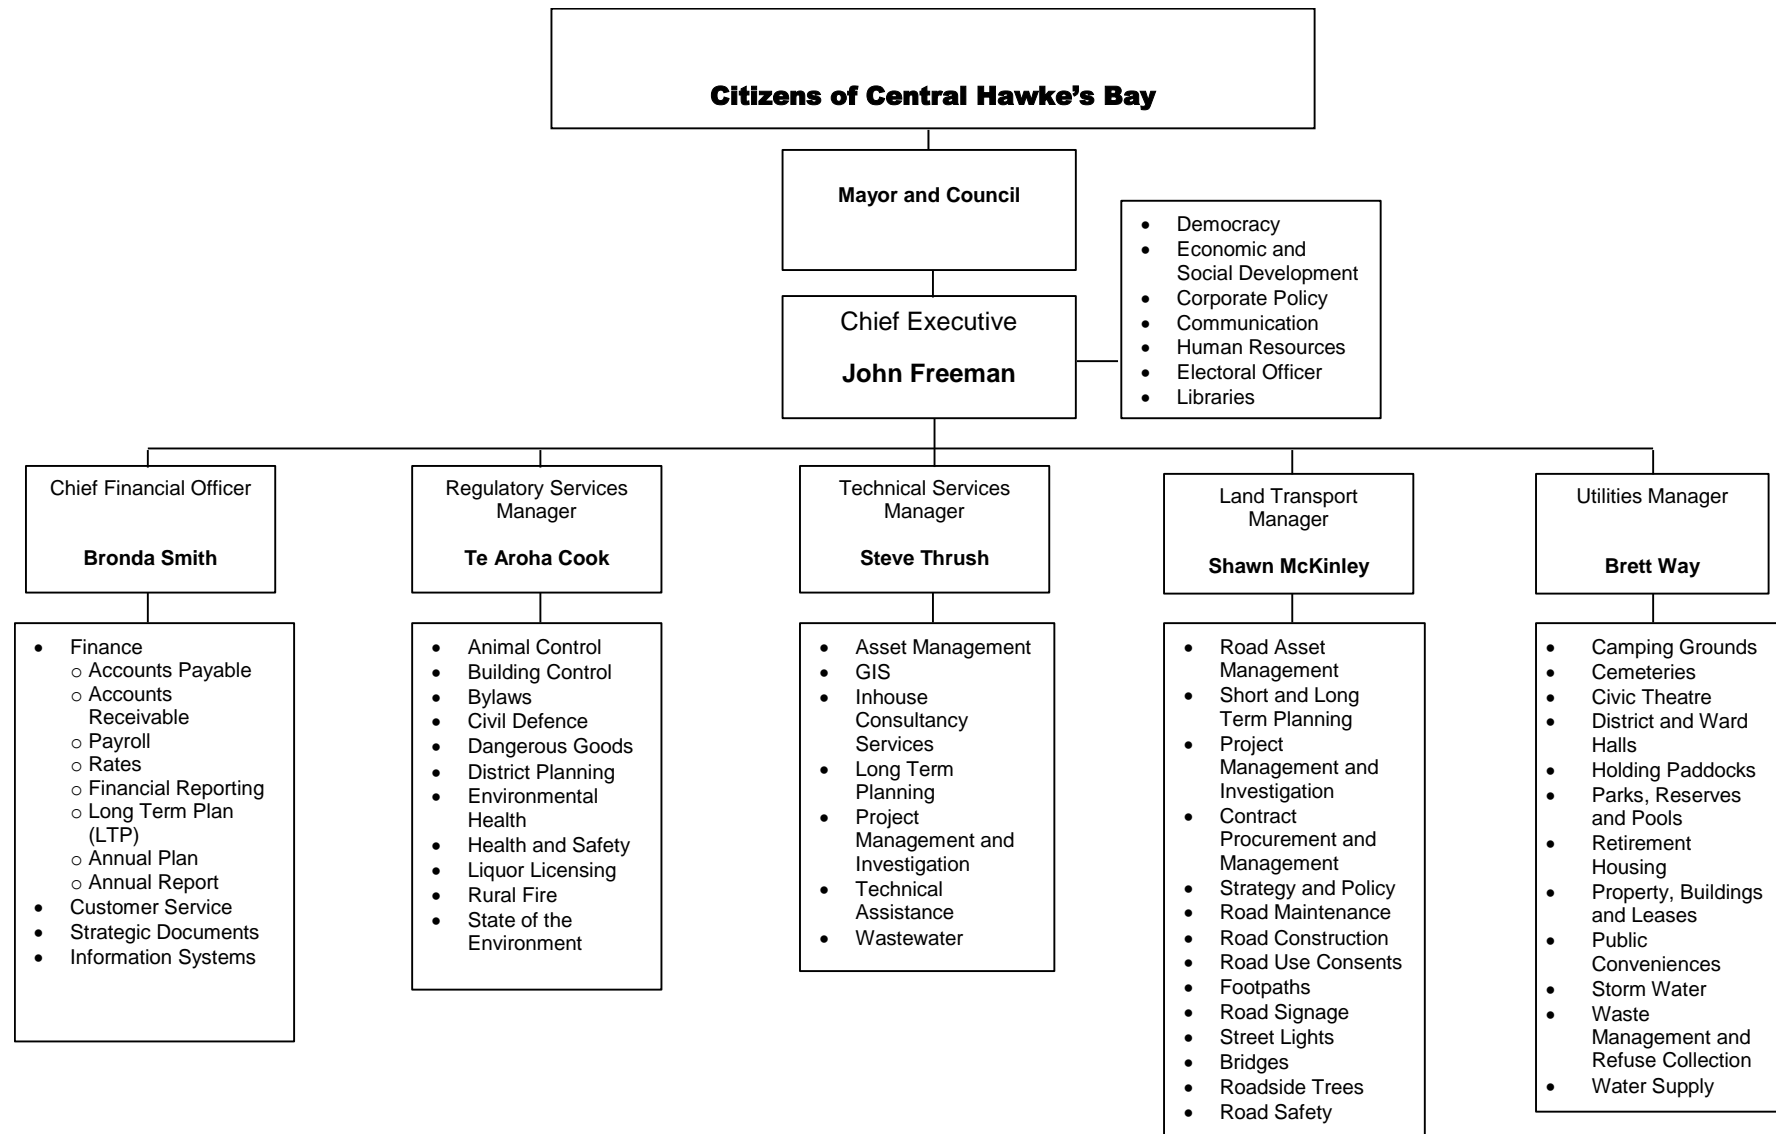 Citizens of Central Hawke’s Bay
Mayor and Council
• Democracy
• Economic and
Social Development
• Corporate Policy
• Communication
• Human Resources
• Electoral Officer
• Libraries
Chief Executive
John Freeman
Chief Financial Officer
Bronda Smith
Regulatory Services
Manager
Te Aroha Cook
Technical Services
Manager
Steve Thrush
Land Transport
Manager
Shawn McKinley
Utilities Manager
Brett Way
• Finance
o Accounts Payable
o Accounts
Receivable
o Payroll
o Rates
o Financial Reporting
o Long Term Plan
(LTP)
o Annual Plan
o Annual Report
• Customer Service
• Strategic Documents
• Information Systems
• Animal Control
• Building Control
• Bylaws
• Civil Defence
• Dangerous Goods
• District Planning
• Environmental
Health
• Health and Safety
• Liquor Licensing
• Rural Fire
• State of the
Environment
• Asset Management
• GIS
• Inhouse
Consultancy
Services
• Long Term
Planning
• Project
Management and
Investigation
• Technical
Assistance
• Wastewater
• Road Asset
Management
• Short and Long
Term Planning
• Project
Management and
Investigation
• Contract
Procurement and
Management
• Strategy and Policy
• Road Maintenance
• Road Construction
• Road Use Consents
• Footpaths
• Road Signage
• Street Lights
• Bridges
• Roadside Trees
• Road Safety
• Camping Grounds
• Cemeteries
• Civic Theatre
• District and Ward
Halls
• Holding Paddocks
• Parks, Reserves
and Pools
• Retirement
Housing
• Property, Buildings
and Leases
• Public
Conveniences
• Storm Water
• Waste
Management and
Refuse Collection
• Water Supply